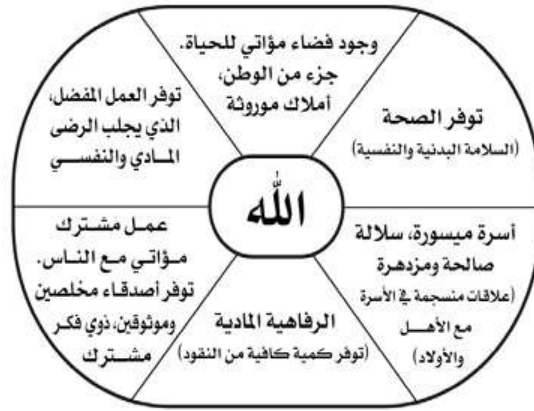 وجود فضاء مؤاتي للحياة.
جزء من الوطن،
أملاك موروثة
توفر الصحة
(السلامة البدنية والنفسية)
أسرة ميسورة، سلالة
صالحة ومزدهرة
(علاقات منسجمة في الأسرة
مع الأهل
والأولاد)
الرفاهية المادية
(توفر كمية كافية من النقود)
عمل مشترك
مؤاتي مع الناس.
توفر أصدقاء مخلصين
وموثوقين، ذوي فكر
مشترك
توفر العمل المفضل،
الذي يجلب الرضى
المادي والنفسي
الله